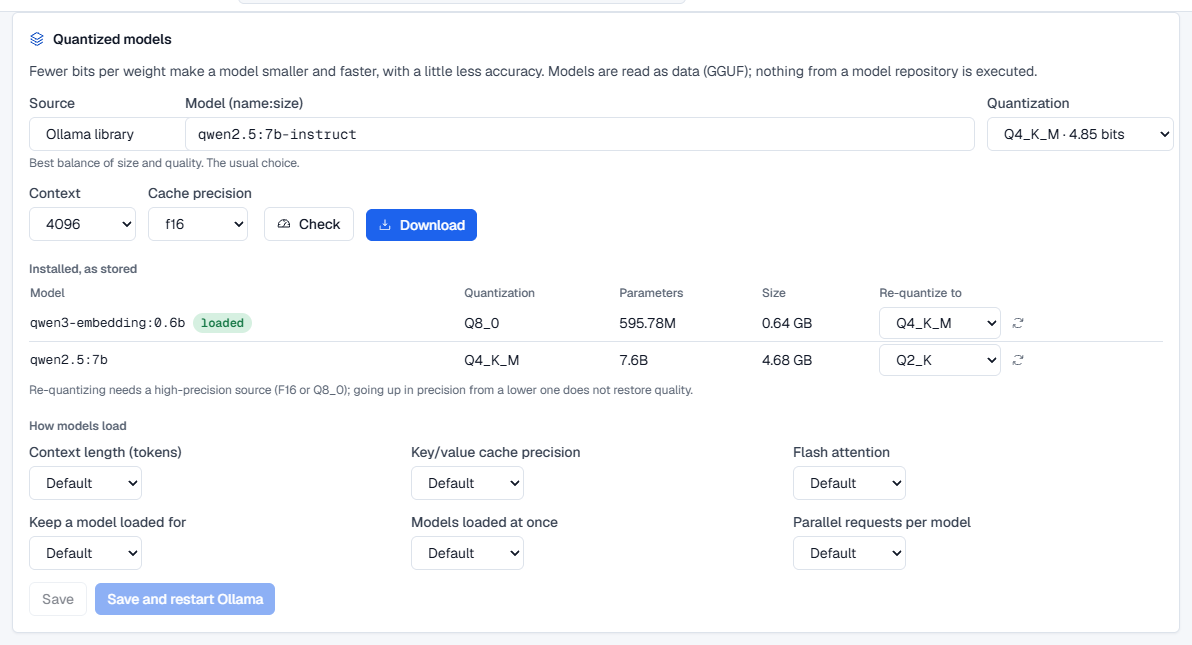 Quantized models
Fewer bits per weight make a model smaller and faster, with a little less accuracy. Models are read as data (GGUF); nothing from a model repository is executed.
Source Model (name:size) Quantization
Ollama library qwen2.5:7b-instruct Q4_K_M · 4.85 bits
Best balance of size and quality. The usual choice.
Context Cache precision
4096 f16 Check Download
Installed, as stored
Model Quantization Parameters Size Re-quantize to
qwen3-embedding:0.6b loaded Q8_0 595.78M 0.64 GB Q4_K_M
qwen2.5:7b Q4_K_M 7.6B 4.68 GB Q2_K
Re-quantizing needs a high-precision source (F16 or Q8_0); going up in precision from a lower one does not restore quality.
How models load
Context length (tokens) Key/value cache precision Flash attention
Default Default Default
Keep a model loaded for Models loaded at once Parallel requests per model
Default Default Default
Save Save and restart Ollama